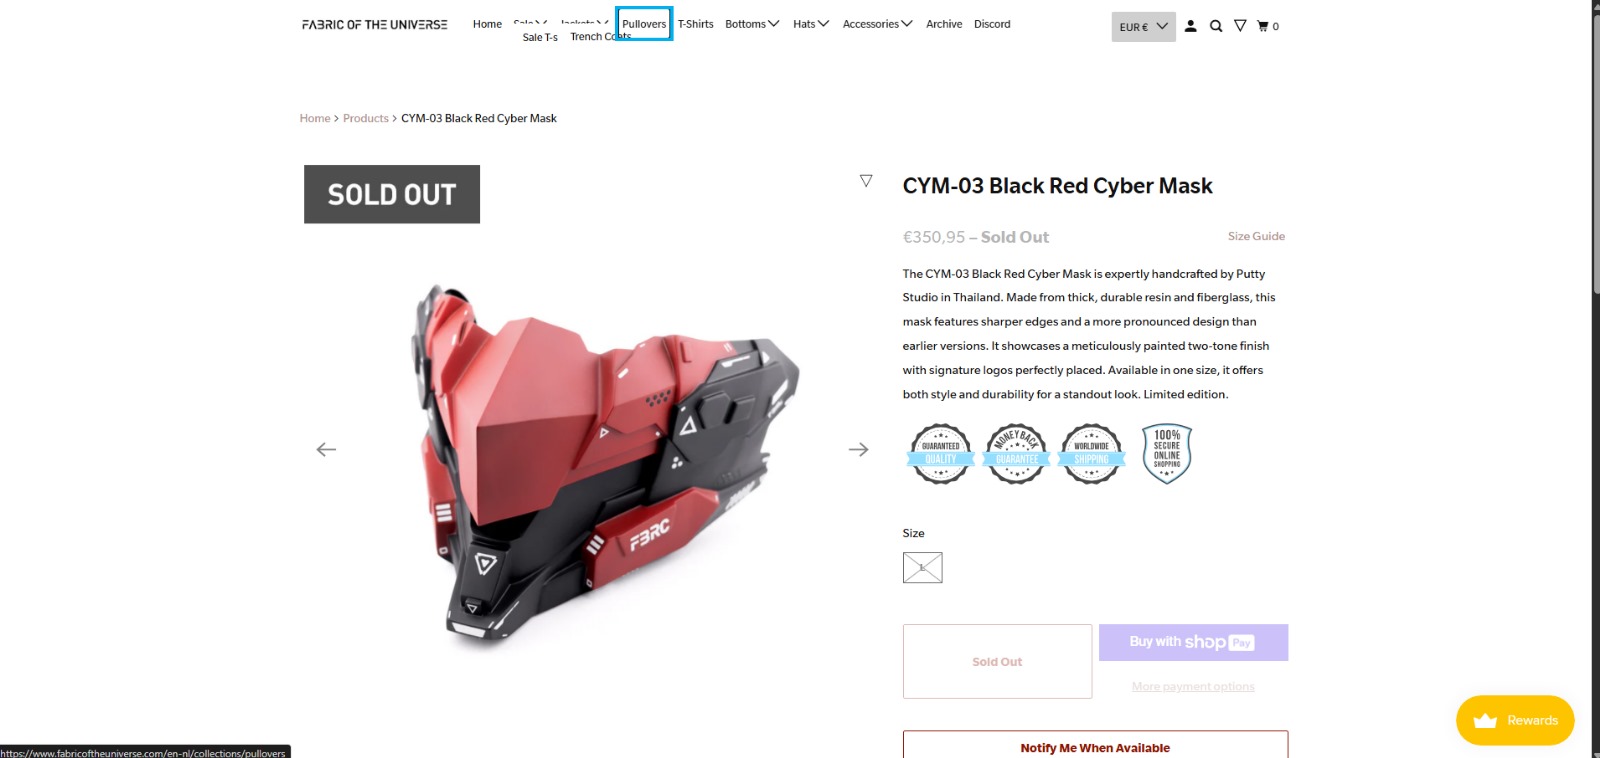 FABRIC OF THE UNIVERSE
Home Sale Jackets Pullovers T-Shirts Bottoms Hats Accessories Archive Discord
EUR € 0
Sale T-s Trench Coats
Home > Products > CYM-03 Black Red Cyber Mask
SOLD OUT
CYM-03 Black Red Cyber Mask
€350,95 – Sold Out
Size Guide
The CYM-03 Black Red Cyber Mask is expertly handcrafted by Putty
Studio in Thailand. Made from thick, durable resin and fiberglass, this
mask features sharper edges and a more pronounced design than
earlier versions. It showcases a meticulously painted two-tone finish
with signature logos perfectly placed. Available in one size, it offers
both style and durability for a standout look. Limited edition.
GUARANTEED
QUALITY
MONEY BACK
GUARANTEE
WORLDWIDE
SHIPPING
100%
SECURE
ONLINE
SHOPPING
FBRC
Size
L
Sold Out
Buy with shop Pay
More payment options
Rewards
Notify Me When Available
https://www.fabricoftheuniverse.com/en-nl/collections/pullovers